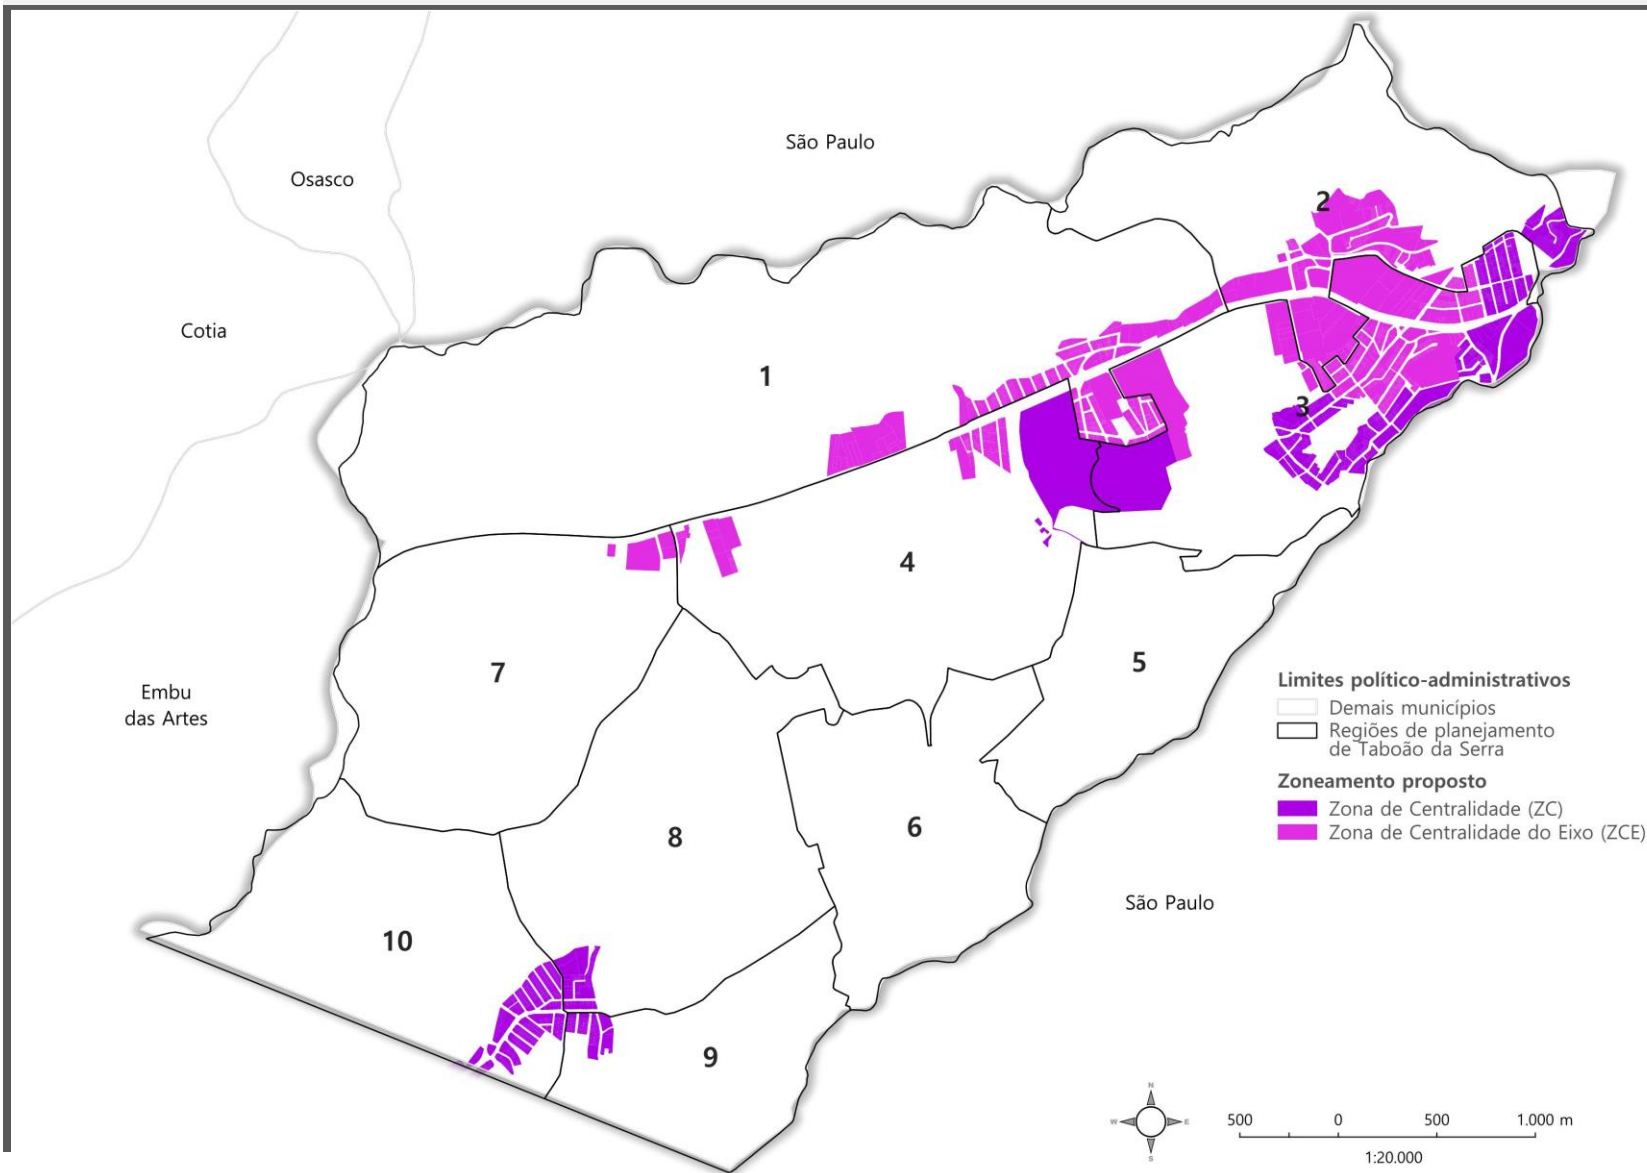 São Paulo
Osasco
2
Cotia
1
3
4
7
5
Embu
das Artes
Limites político-administrativos
Demais municípios
Regiões de planejamento
de Taboão da Serra
Zoneamento proposto
Zona de Centralidade (ZC)
Zona de Centralidade do Eixo (ZCE)
8
6
São Paulo
10
9
N
W E
S
500 0 500 1.000 m
1:20.000